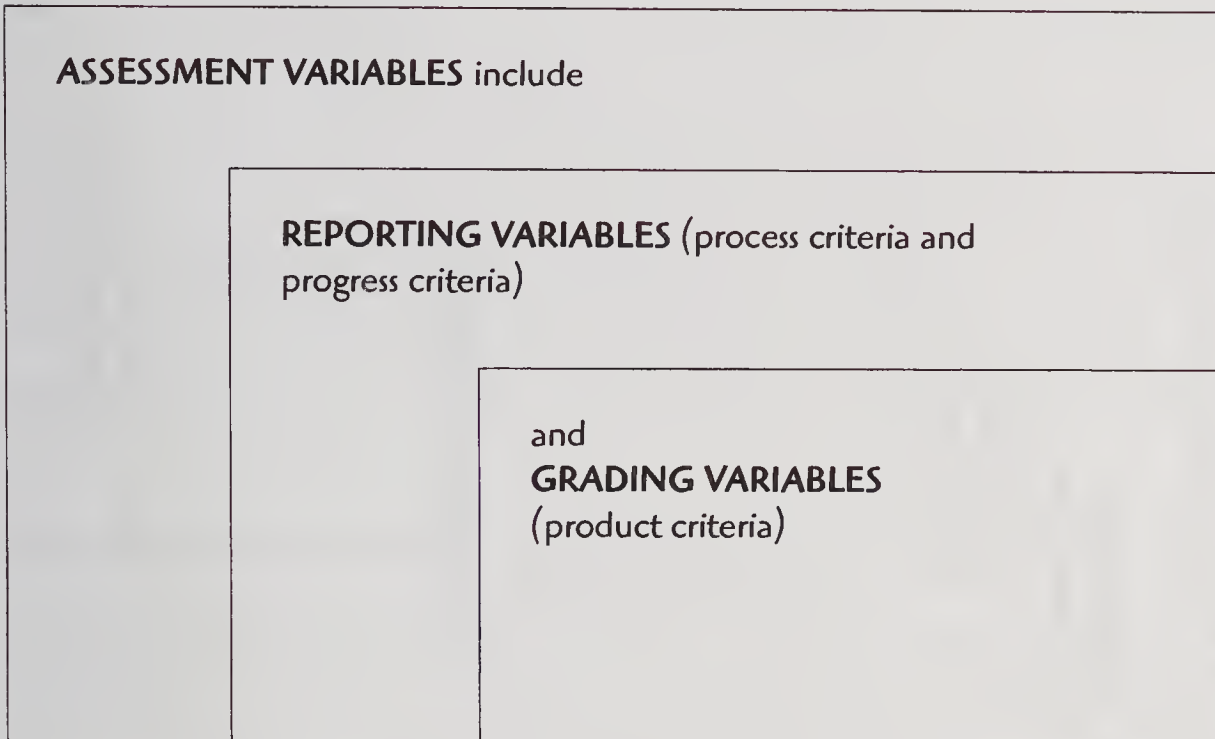 ASSESSMENT VARIABLES include
REPORTING VARIABLES (process criteria and
progress criteria)
and
GRADING VARIABLES
(product criteria)